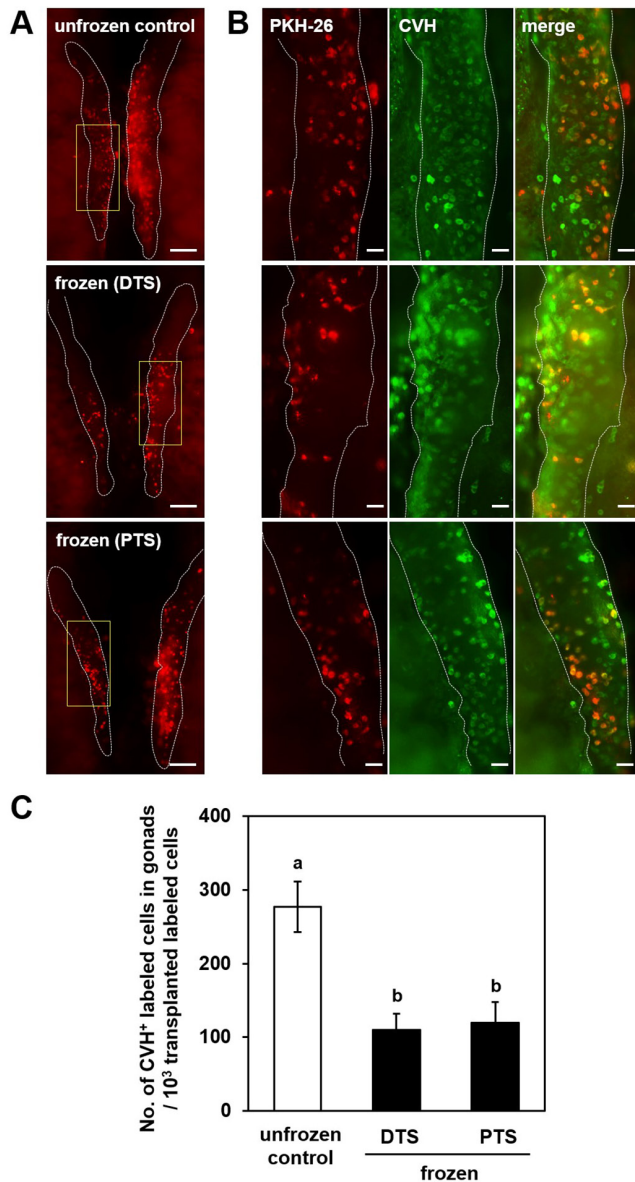 A
unfrozen control
frozen (DTS)
frozen (PTS)
B
PKH-26
CVH
merge
C
No. of CVH⁺ labeled cells in gonads
/ 10³ transplanted labeled cells
400
300
200
100
0
a
b
b
unfrozen
control
DTS
PTS
frozen